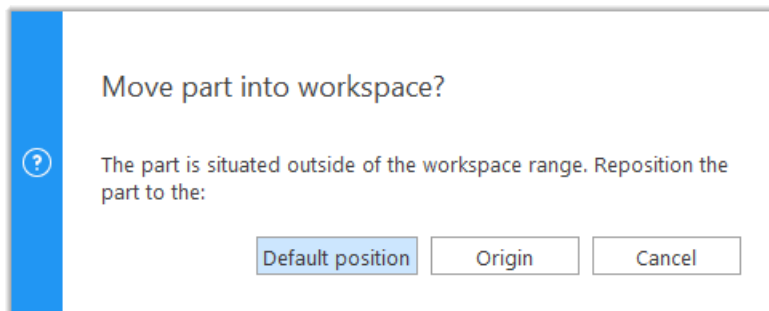 Move part into workspace?
The part is situated outside of the workspace range. Reposition the
part to the:
Default position Origin Cancel